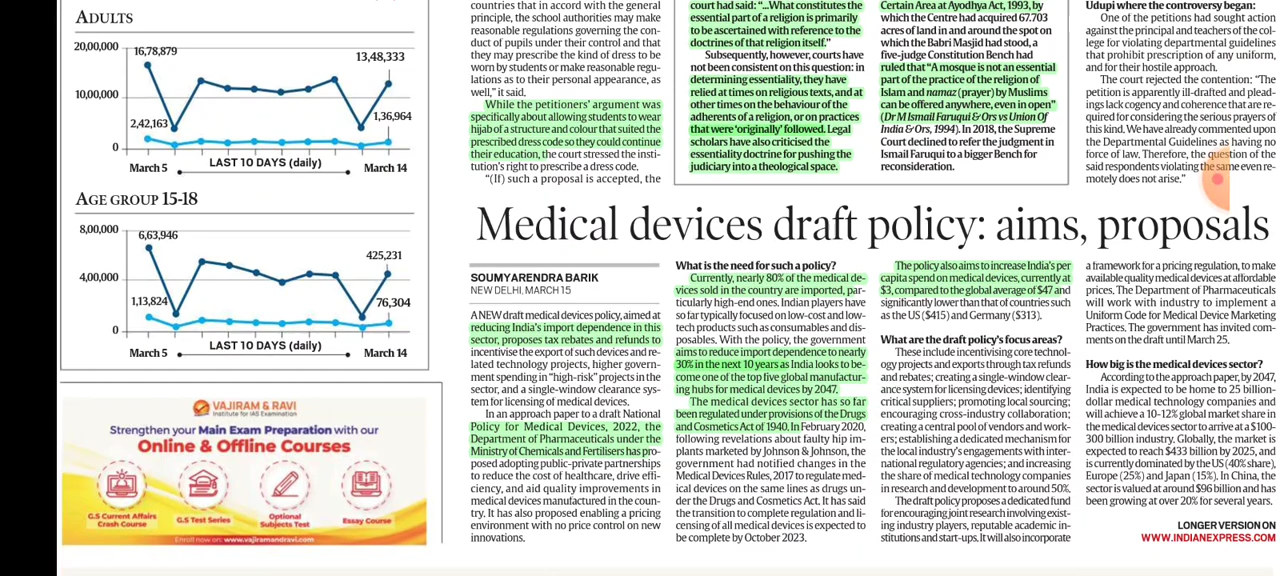 ADULTS
20,00,000
16,78,879
13,48,333
10,00,000
2,42,163
1,36,964
0
LAST 10 DAYS (daily)
March 5
March 14
AGE GROUP 15-18
8,00,000
6,63,946
425,231
4,00,000
1,13,824
76,304
0
LAST 10 DAYS (daily)
March 5
March 14
VAJIRAM & RAVI
Institute for IAS Examination
Strengthen your Main Exam Preparation with our
Online & Offline Courses
G.S Current Affairs
Crash Course
G.S Test Series
Optional
Subjects Test
Essay Course
Enroll now on: www.vajiramandravi.com
countries that in accord with the general
principle, the school authorities may make
reasonable regulations governing the con-
duct of pupils under their control and that
they may prescribe the kind of dress to be
worn by students or make reasonable regu-
lations as to their personal appearance, as
well,” it said.
While the petitioners’ argument was
specifically about allowing students to wear
hijab of a structure and colour that suited the
prescribed dress code so they could continue
their education, the court stressed the insti-
tution’s right to prescribe a dress code.
“(If) such a proposal is accepted, the
court had said: “...What constitutes the
essential part of a religion is primarily
to be ascertained with reference to the
doctrines of that religion itself.”
Subsequently, however, courts have
not been consistent on this question: in
determining essentiality, they have
relied at times on religious texts, and at
other times on the behaviour of the
adherents of a religion, or on practices
that were ‘originally’ followed. Legal
scholars have also criticised the
essentiality doctrine for pushing the
judiciary into a theological space.
Certain Area at Ayodhya Act, 1993, by
which the Centre had acquired 67.703
acres of land in and around the spot on
which the Babri Masjid had stood, a
five-judge Constitution Bench had
ruled that “A mosque is not an essential
part of the practice of the religion of
Islam and namaz (prayer) by Muslims
can be offered anywhere, even in open”
(Dr M Ismail Faruqui & Ors vs Union Of
India & Ors, 1994). In 2018, the Supreme
Court declined to refer the judgment in
Ismail Faruqui to a bigger Bench for
reconsideration.
Udupi where the controversy began:
One of the petitions had sought action
against the principal and teachers of the col-
lege for violating departmental guidelines
that prohibit prescription of any uniform,
and for their hostile approach.
The court rejected the contention: “The
petition is apparently ill-drafted and plead-
ings lack cogency and coherence that are re-
quired for considering the serious prayers of
this kind. We have already commented upon
the Departmental Guidelines as having no
force of law. Therefore, the question of the
said respondents violating the same even re-
motely does not arise.”
Medical devices draft policy: aims, proposals
SOUMYARENDRA BARIK
NEW DELHI, MARCH 15
A NEW draft medical devices policy, aimed at
reducing India’s import dependence in this
sector, proposes tax rebates and refunds to
incentivise the export of such devices and re-
lated technology projects, higher govern-
ment spending in “high-risk” projects in the
sector, and a single-window clearance sys-
tem for licensing of medical devices.
In an approach paper to a draft National
Policy for Medical Devices, 2022, the
Department of Pharmaceuticals under the
Ministry of Chemicals and Fertilisers has pro-
posed adopting public-private partnerships
to reduce the cost of healthcare, drive effi-
ciency, and aid quality improvements in
medical devices manufactured in the coun-
try. It has also proposed enabling a pricing
environment with no price control on new
innovations.
What is the need for such a policy?
Currently, nearly 80% of the medical de-
vices sold in the country are imported, par-
ticularly high-end ones. Indian players have
so far typically focused on low-cost and low-
tech products such as consumables and dis-
posables. With the policy, the government
aims to reduce import dependence to nearly
30% in the next 10 years as India looks to be-
come one of the top five global manufactur-
ing hubs for medical devices by 2047.
The medical devices sector has so far
been regulated under provisions of the Drugs
and Cosmetics Act of 1940. In February 2020,
following revelations about faulty hip im-
plants marketed by Johnson & Johnson, the
government had notified changes in the
Medical Devices Rules, 2017 to regulate med-
ical devices on the same lines as drugs un-
der the Drugs and Cosmetics Act. It has said
the transition to complete regulation and li-
censing of all medical devices is expected to
be complete by October 2023.
The policy also aims to increase India’s per
capita spend on medical devices, currently at
$3, compared to the global average of $47 and
significantly lower than that of countries such
as the US ($415) and Germany ($313).
What are the draft policy’s focus areas?
These include incentivising core technol-
ogy projects and exports through tax refunds
and rebates; creating a single-window clear-
ance system for licensing devices; identifying
critical suppliers; promoting local sourcing;
encouraging cross-industry collaboration;
creating a central pool of vendors and work-
ers; establishing a dedicated mechanism for
the local industry’s engagements with inter-
national regulatory agencies; and increasing
the share of medical technology companies
in research and development to around 50%.
The draft policy proposes a dedicated fund
for encouraging joint research involving exist-
ing industry players, reputable academic in-
stitutions and start-ups. It will also incorporate
a framework for a pricing regulation, to make
available quality medical devices at affordable
prices. The Department of Pharmaceuticals
will work with industry to implement a
Uniform Code for Medical Device Marketing
Practices. The government has invited com-
ments on the draft until March 25.
How big is the medical devices sector?
According to the approach paper, by 2047,
India is expected to be home to 25 billion-
dollar medical technology companies and
will achieve a 10-12% global market share in
the medical devices sector to arrive at a $100-
300 billion industry. Globally, the market is
expected to reach $433 billion by 2025, and
is currently dominated by the US (40% share),
Europe (25%) and Japan (15%). In China, the
sector is valued at around $96 billion and has
been growing at over 20% for several years.
LONGER VERSION ON
WWW.INDIANEXPRESS.COM